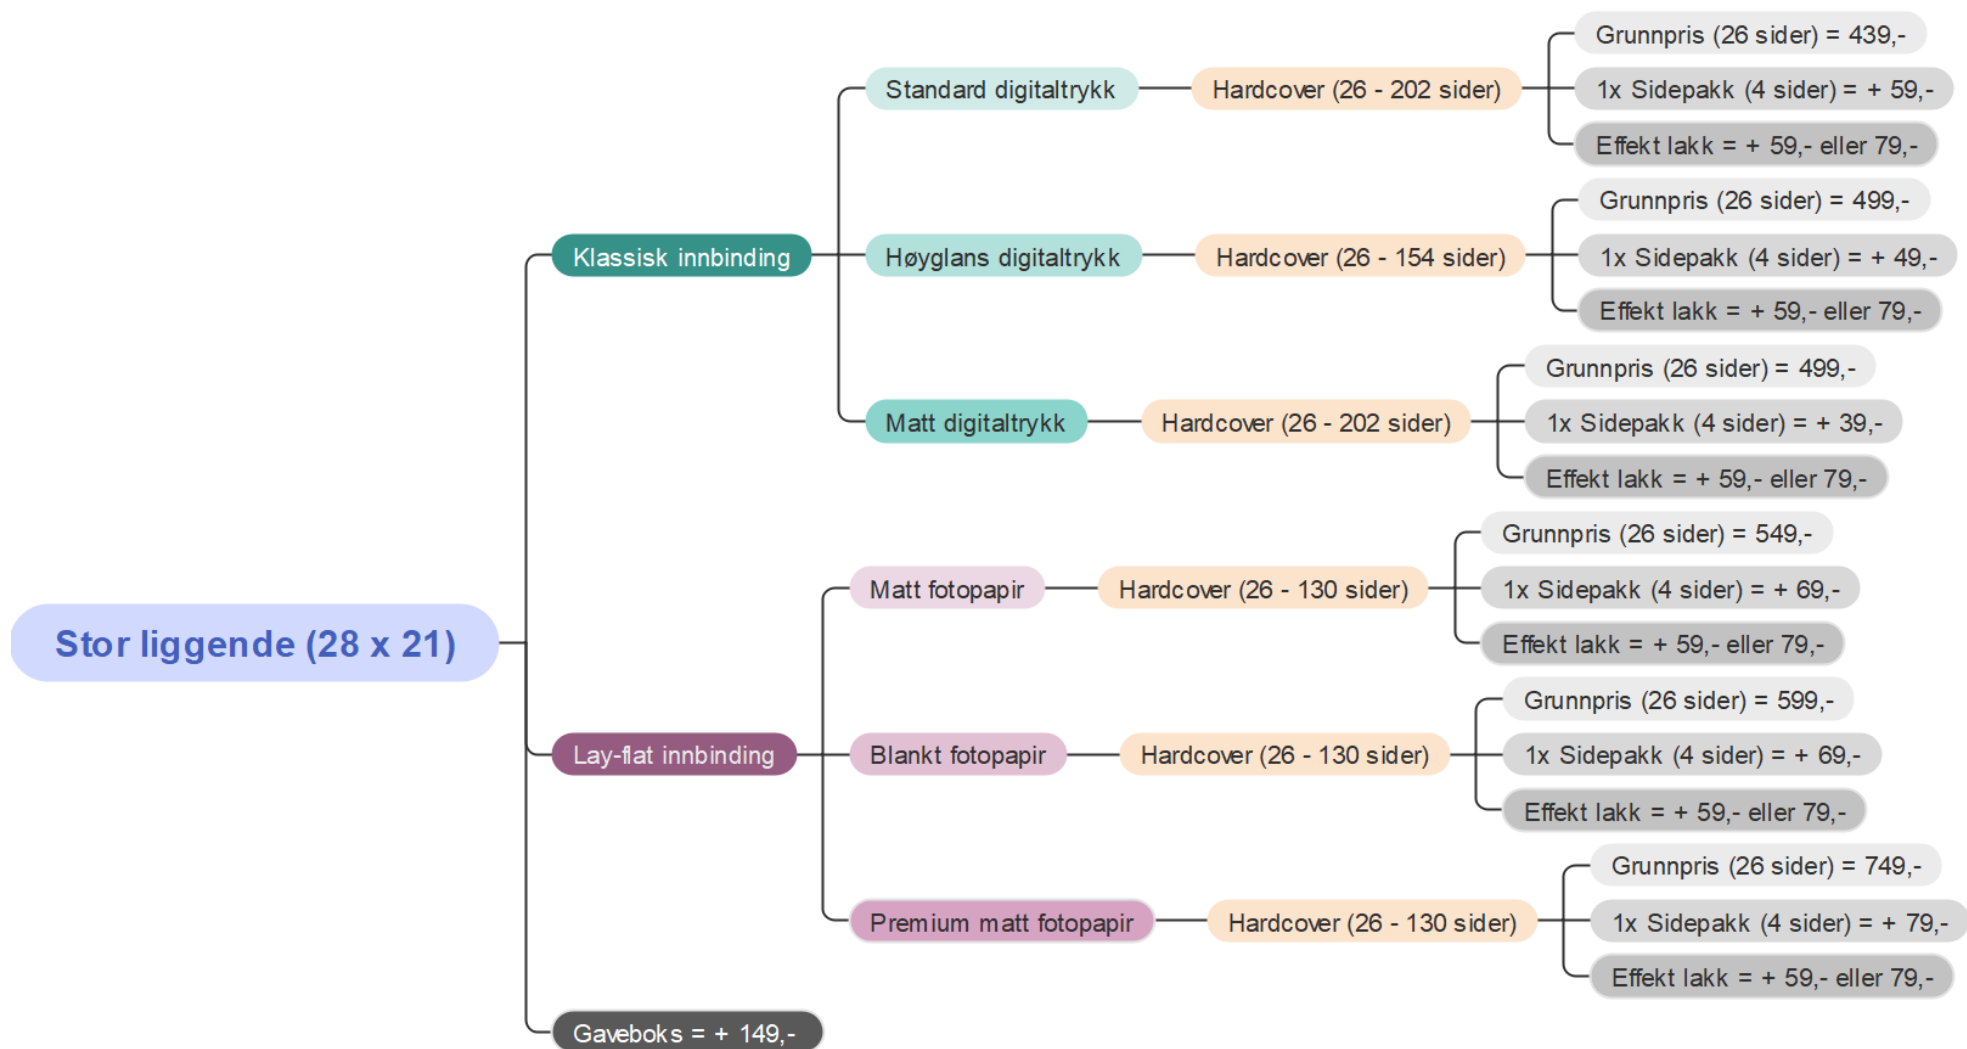 Stor liggende (28 x 21)
Klassisk innbinding
Standard digitaltrykk
Hardcover (26 - 202 sider)
Grunnpris (26 sider) = 439,-
1x Sidepakk (4 sider) = + 59,-
Effekt lakk = + 59,- eller 79,-
Høyglans digitaltrykk
Hardcover (26 - 154 sider)
Grunnpris (26 sider) = 499,-
1x Sidepakk (4 sider) = + 49,-
Effekt lakk = + 59,- eller 79,-
Matt digitaltrykk
Hardcover (26 - 202 sider)
Grunnpris (26 sider) = 499,-
1x Sidepakk (4 sider) = + 39,-
Effekt lakk = + 59,- eller 79,-
Lay-flat innbinding
Matt fotopapir
Hardcover (26 - 130 sider)
Grunnpris (26 sider) = 549,-
1x Sidepakk (4 sider) = + 69,-
Effekt lakk = + 59,- eller 79,-
Blankt fotopapir
Hardcover (26 - 130 sider)
Grunnpris (26 sider) = 599,-
1x Sidepakk (4 sider) = + 69,-
Effekt lakk = + 59,- eller 79,-
Premium matt fotopapir
Hardcover (26 - 130 sider)
Grunnpris (26 sider) = 749,-
1x Sidepakk (4 sider) = + 79,-
Effekt lakk = + 59,- eller 79,-
Gaveboks = + 149,-